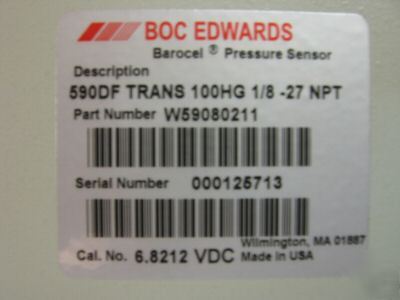 BOC EDWARDS
Barocel® Pressure Sensor
Description
590DF TRANS 100HG 1/8 -27 NPT
Part Number W59080211
Serial Number 000125713
Wilmington, MA 01887
Cal. No. 6.8212 VDC Made in USA